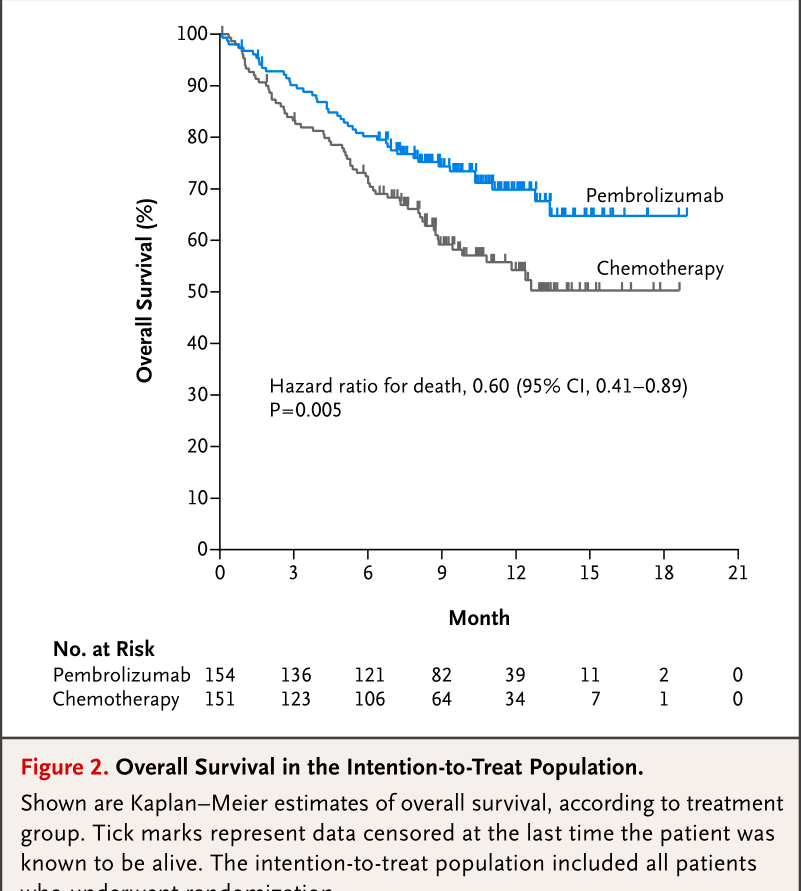 100
90
80
70
60
50
40
30
20
10
0
Overall Survival (%)
Pembrolizumab
Chemotherapy
Hazard ratio for death, 0.60 (95% CI, 0.41–0.89)
P=0.005
0 3 6 9 12 15 18 21
Month
No. at Risk
Pembrolizumab 154 136 121 82 39 11 2 0
Chemotherapy 151 123 106 64 34 7 1 0
Figure 2. Overall Survival in the Intention-to-Treat Population.
Shown are Kaplan–Meier estimates of overall survival, according to treatment
group. Tick marks represent data censored at the last time the patient was
known to be alive. The intention-to-treat population included all patients
who underwent randomization.